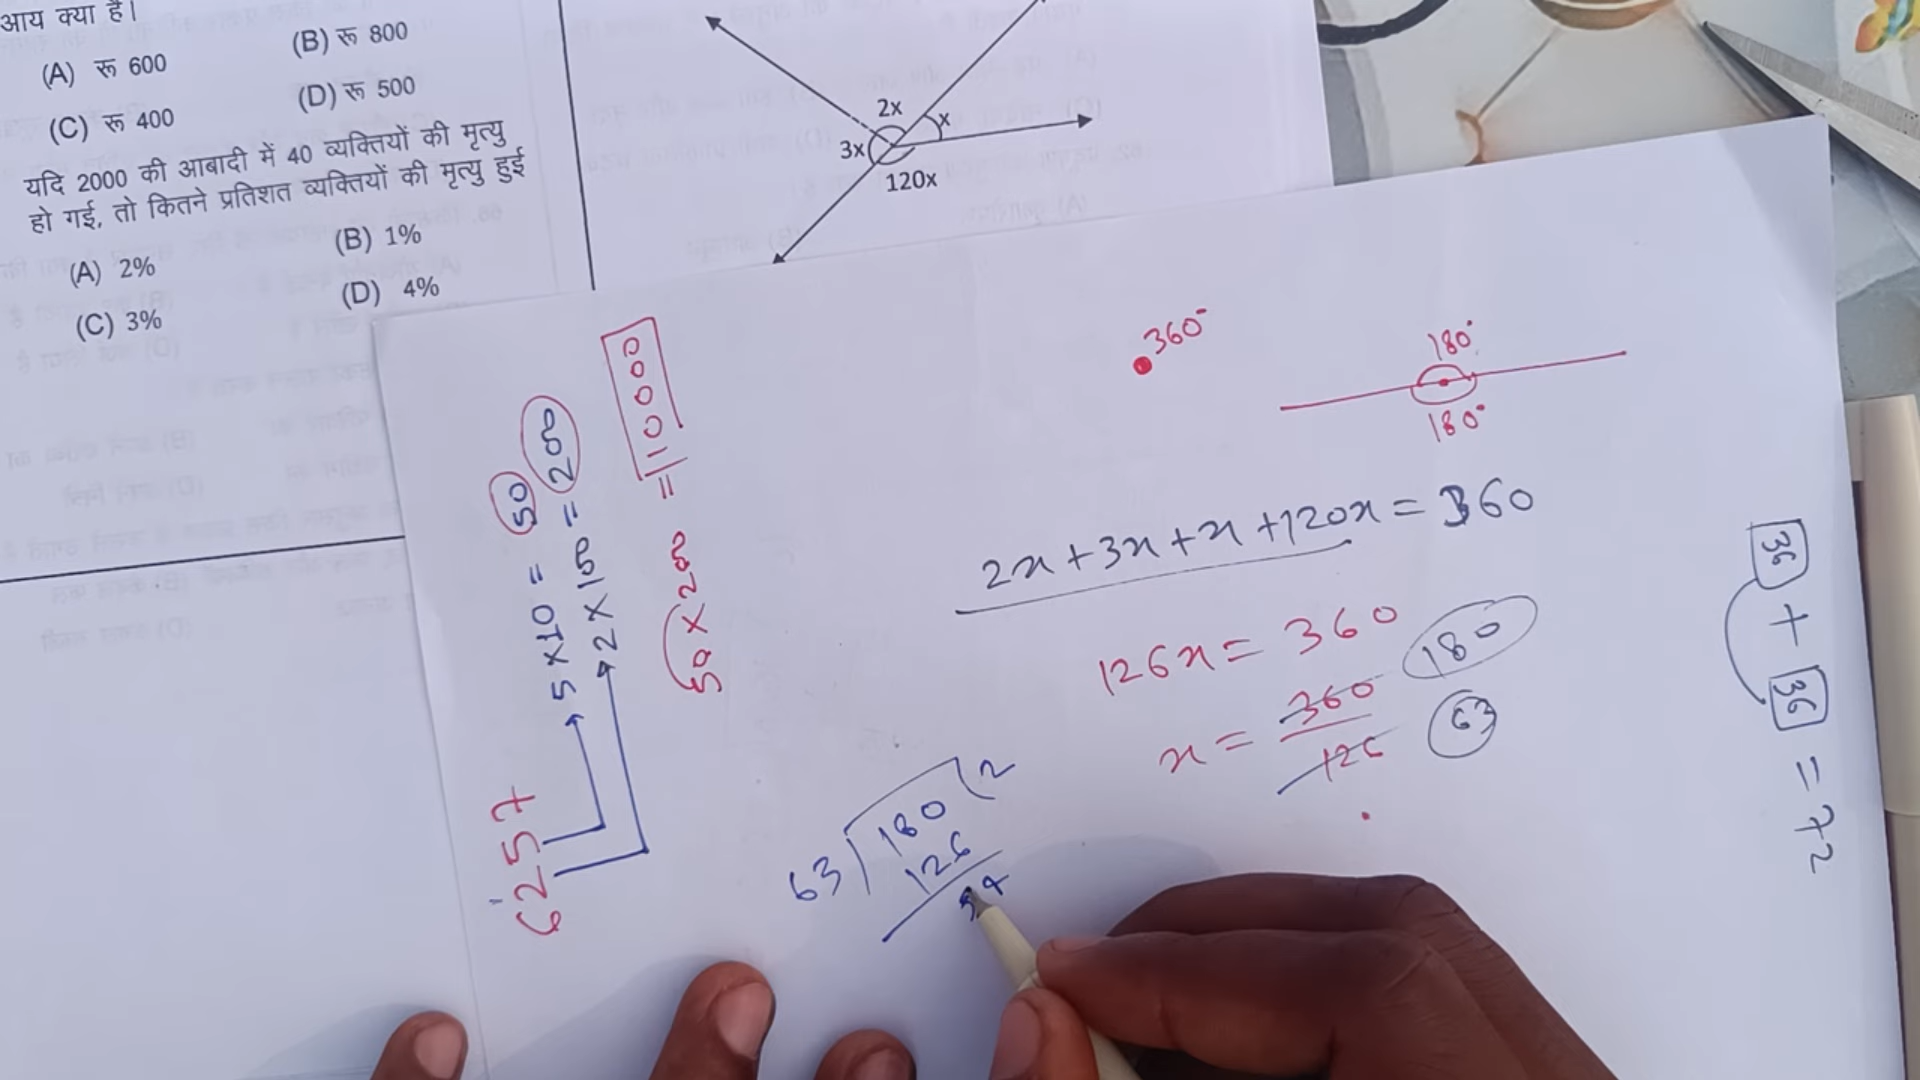 आय क्या है।
(A) रू 600
(B) रू 800
(C) रू 400
(D) रू 500
यदि 2000 की आबादी में 40 व्यक्तियों की मृत्यु
हो गई, तो कितने प्रतिशत व्यक्तियों की मृत्यु हुई
(A) 2%
(B) 1%
(C) 3%
(D) 4%
2x
x
3x
120x
360°
180°
180°
6257
5×10 = 50
2×100 = 200
50×200 = 10000
2x+3x+x+120x = 360
126x = 360
x = 360/126
180
63
63) 180 (2
126
54
36 + 36 = 72